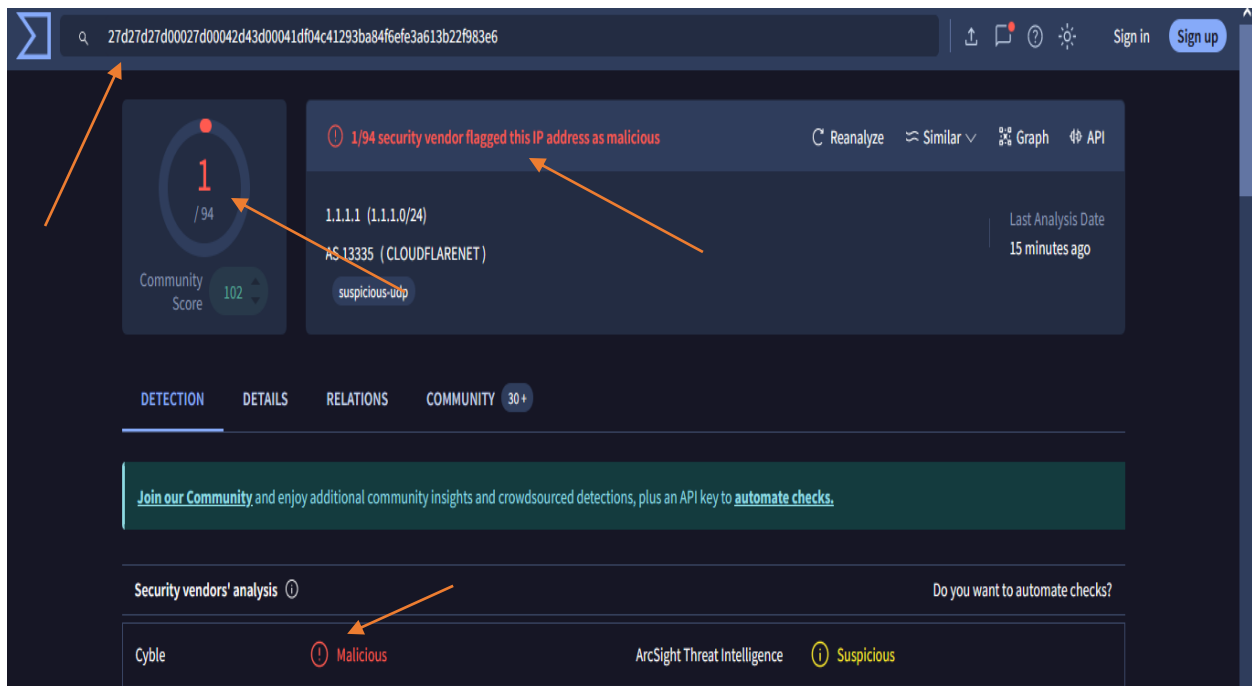 27d27d27d00027d00042d43d00041df04c41293ba84f6efe3a613b22f983e6
Sign in
Sign up
1/94 security vendor flagged this IP address as malicious
Reanalyze
Similar
Graph
API
1
/ 94
Community
Score
102
1.1.1.1 (1.1.1.0/24)
AS 13335 ( CLOUDFLARENET )
suspicious-udp
Last Analysis Date
15 minutes ago
DETECTION
DETAILS
RELATIONS
COMMUNITY
30+
Join our Community and enjoy additional community insights and crowdsourced detections, plus an API key to automate checks.
Security vendors' analysis
Do you want to automate checks?
Cyble
Malicious
ArcSight Threat Intelligence
Suspicious